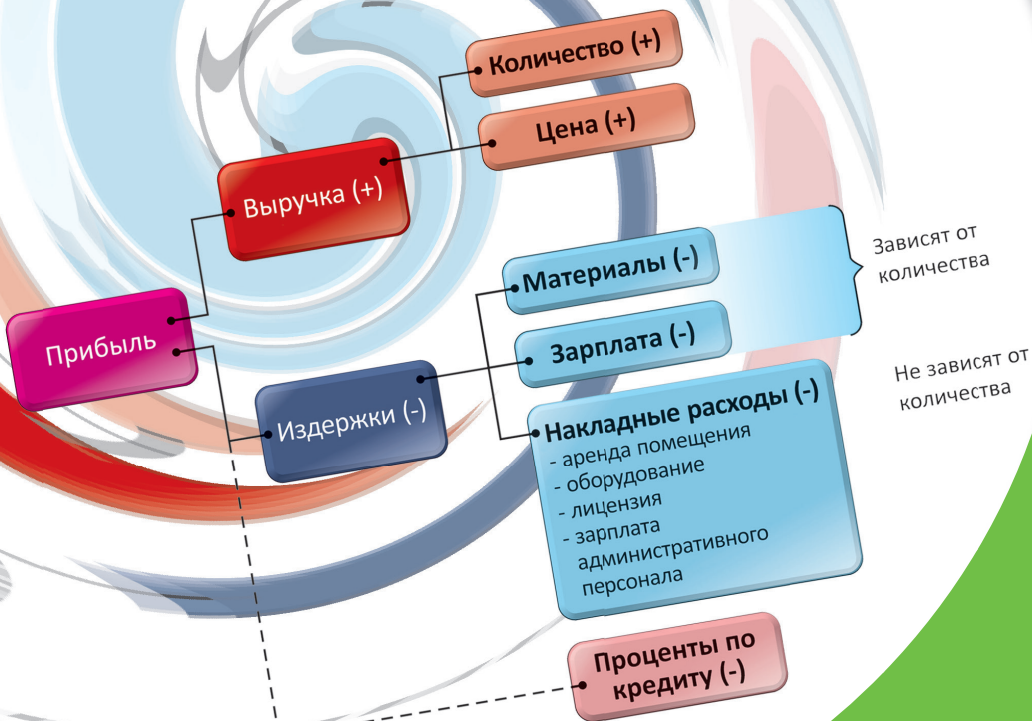 Количество (+)
Цена (+)
Выручка (+)
Материалы (-)
Зависят от
количества
Зарплата (-)
Прибыль
Издержки (-)
Не зависят от
количества
Накладные расходы (-)
- аренда помещения
- оборудование
- лицензия
- зарплата
административного
персонала
Проценты по
кредиту (-)